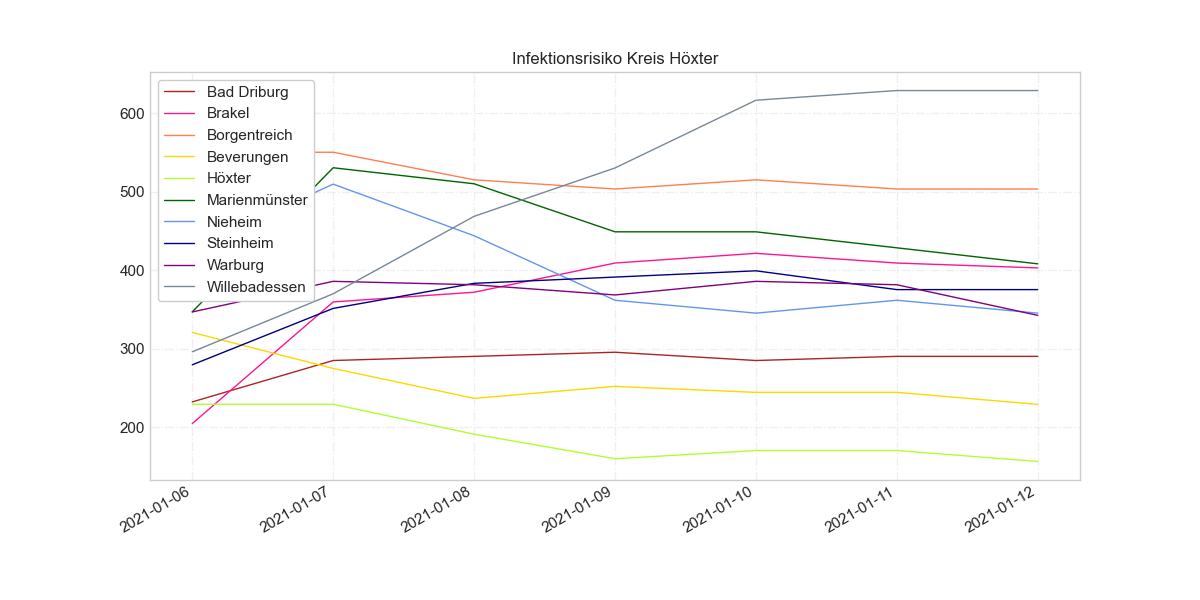 Infektionsrisiko Kreis Höxter
Bad Driburg
Brakel
Borgentreich
Beverungen
Höxter
Marienmünster
Nieheim
Steinheim
Warburg
Willebadessen
600
500
400
300
200
2021-01-06
2021-01-07
2021-01-08
2021-01-09
2021-01-10
2021-01-11
2021-01-12